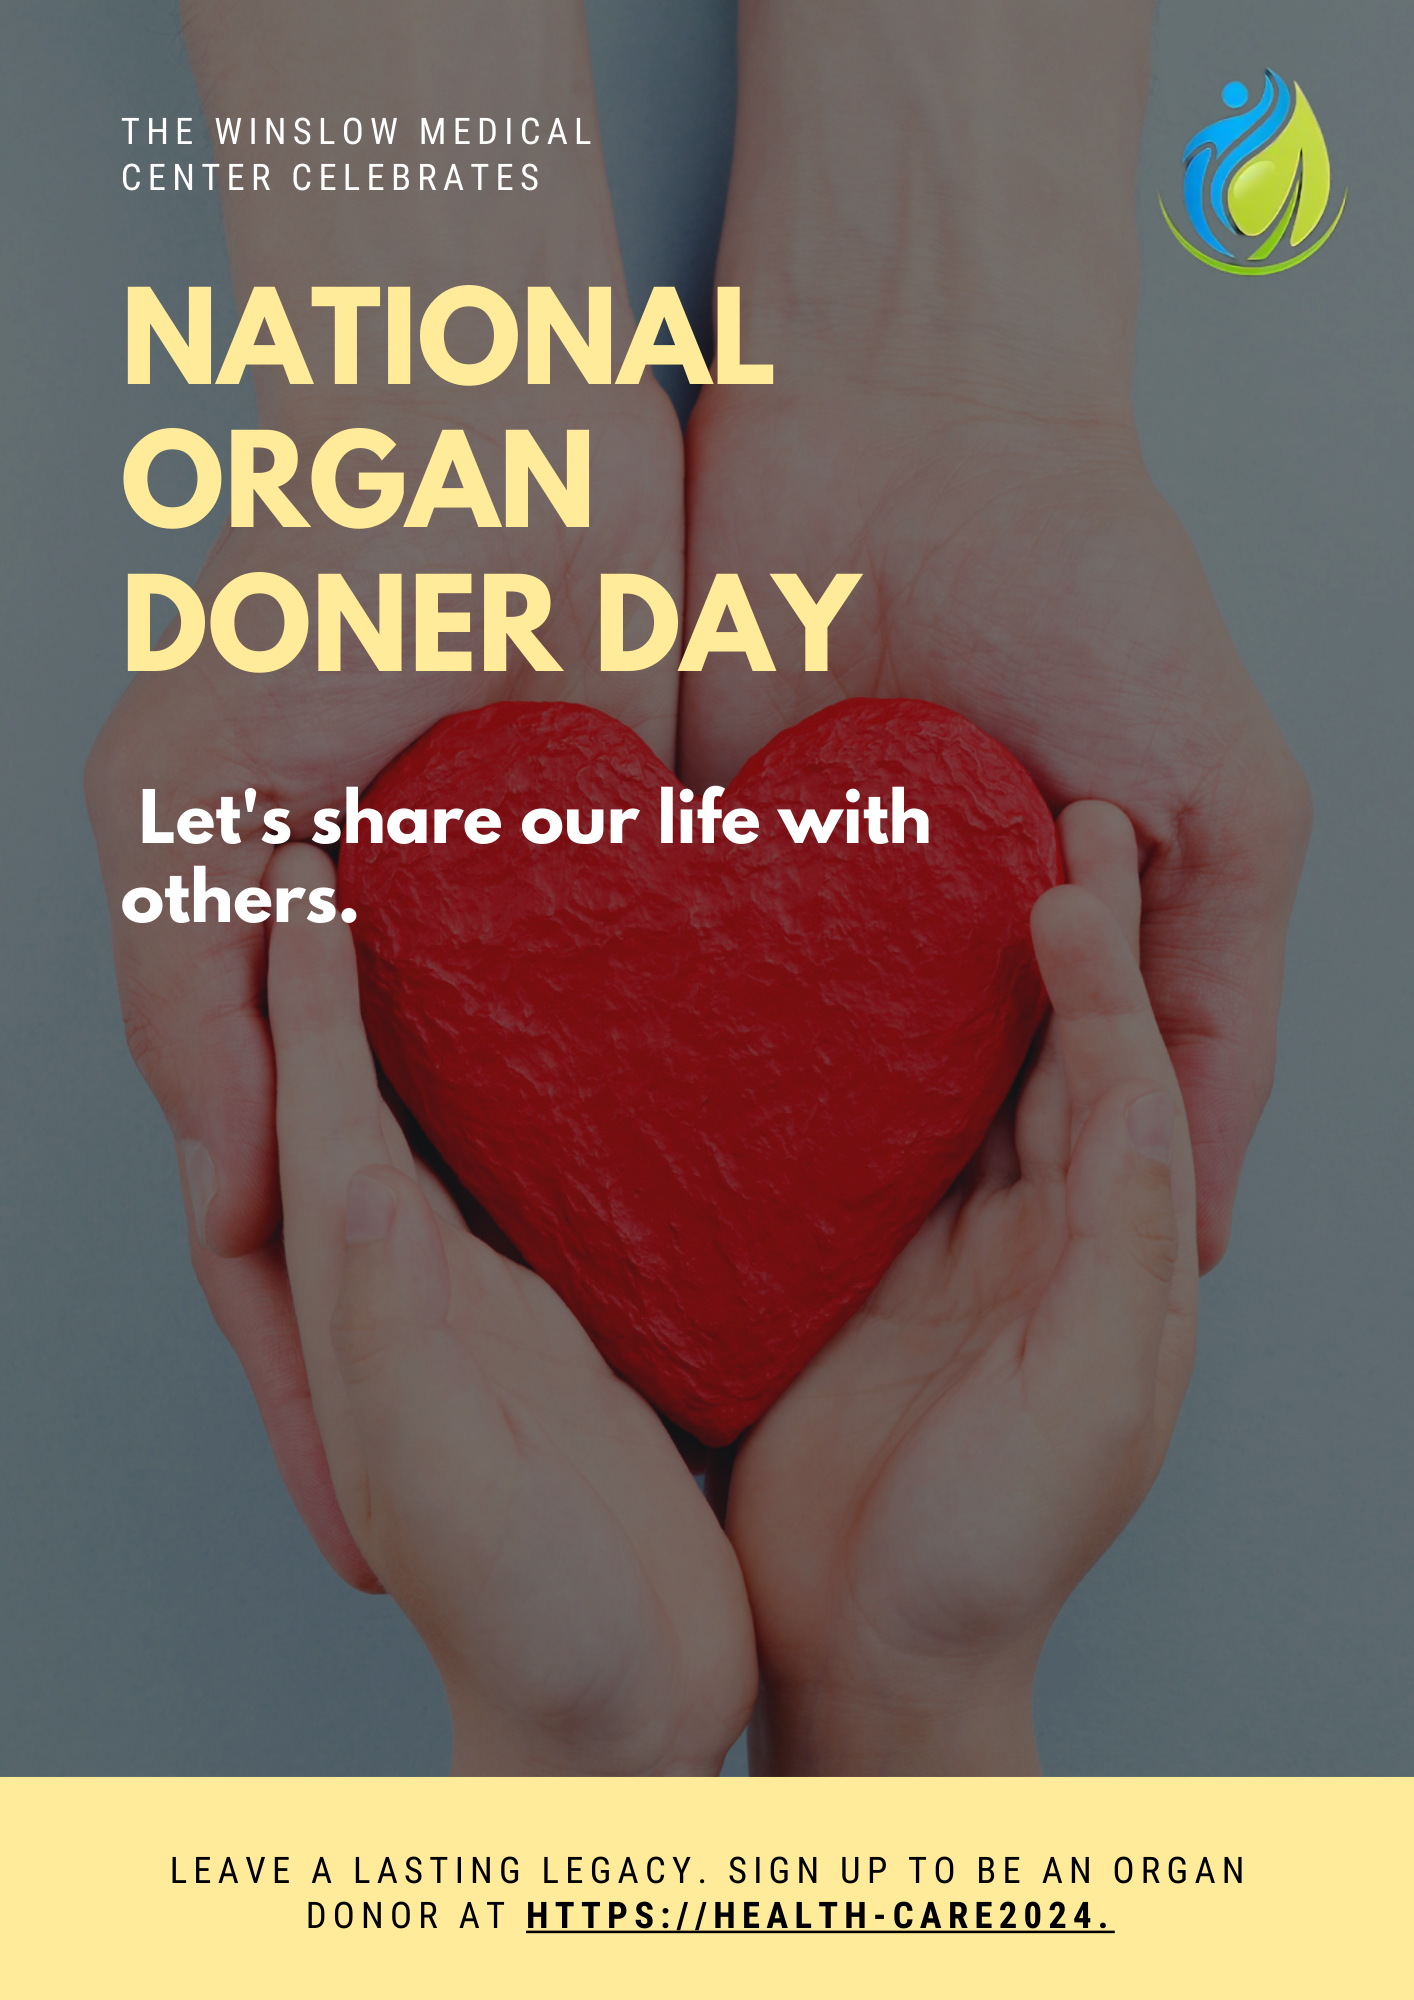 THE WINSLOW MEDICAL
CENTER CELEBRATES
NATIONAL
ORGAN
DONER DAY
Let's share our life with
others.
LEAVE A LASTING LEGACY. SIGN UP TO BE AN ORGAN
DONOR AT HTTPS://HEALTH-CARE2024.